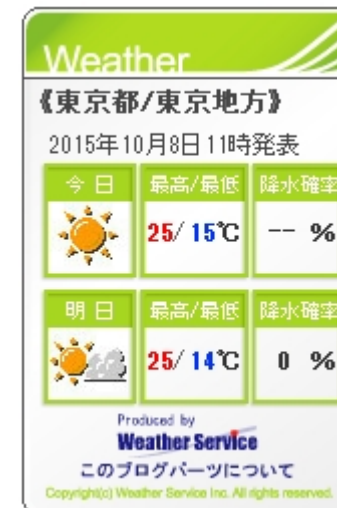 Weather
《東京都/東京地方》
2015年10月8日11時発表
今日 最高/最低 降水確率
25/15℃ -- %
明日 最高/最低 降水確率
25/14℃ 0 %
Produced by
Weather Service
このブログパーツについて
Copyright(c) Weather Service Inc. All rights reserved.